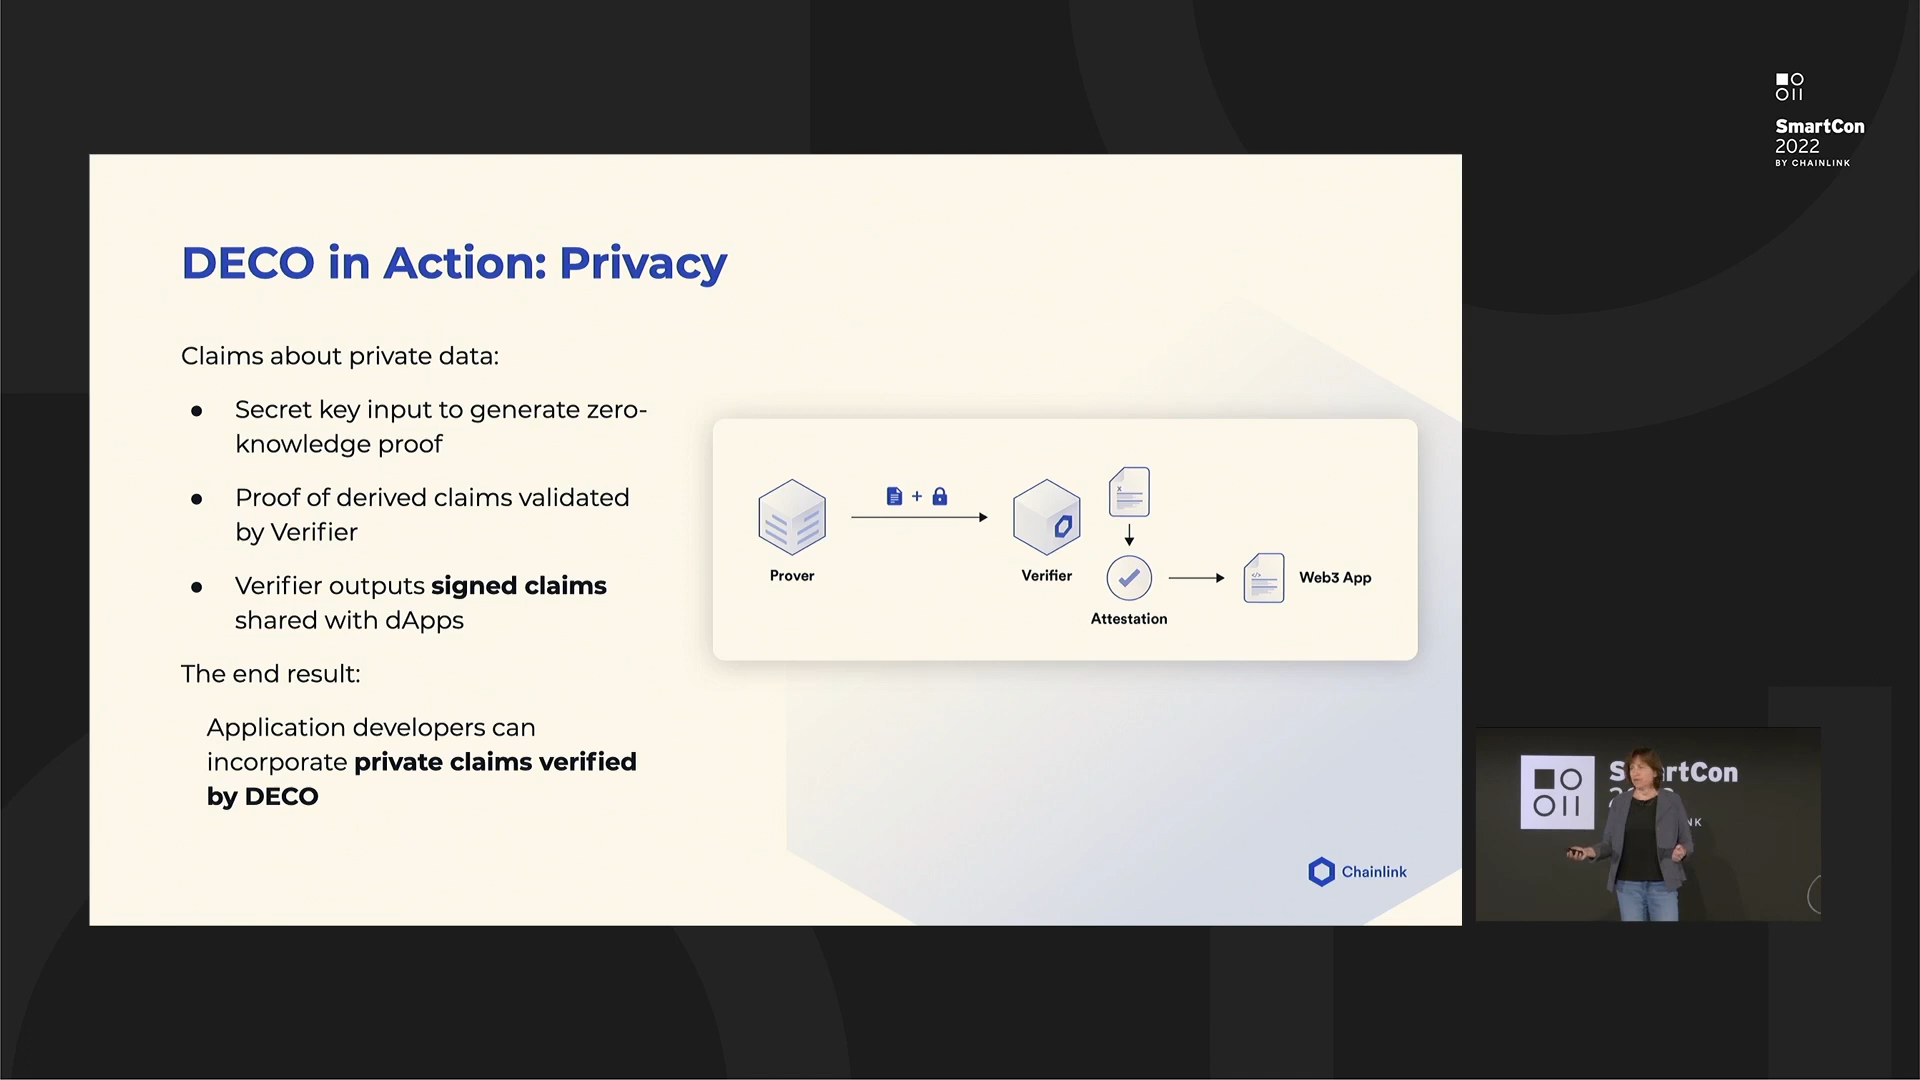 SmartCon
2022
BY CHAINLINK
DECO in Action: Privacy
Claims about private data:
● Secret key input to generate zero-
knowledge proof
● Proof of derived claims validated
by Verifier
● Verifier outputs signed claims
shared with dApps
The end result:
Application developers can
incorporate private claims verified
by DECO
Prover
Verifier
Attestation
Web3 App
Chainlink